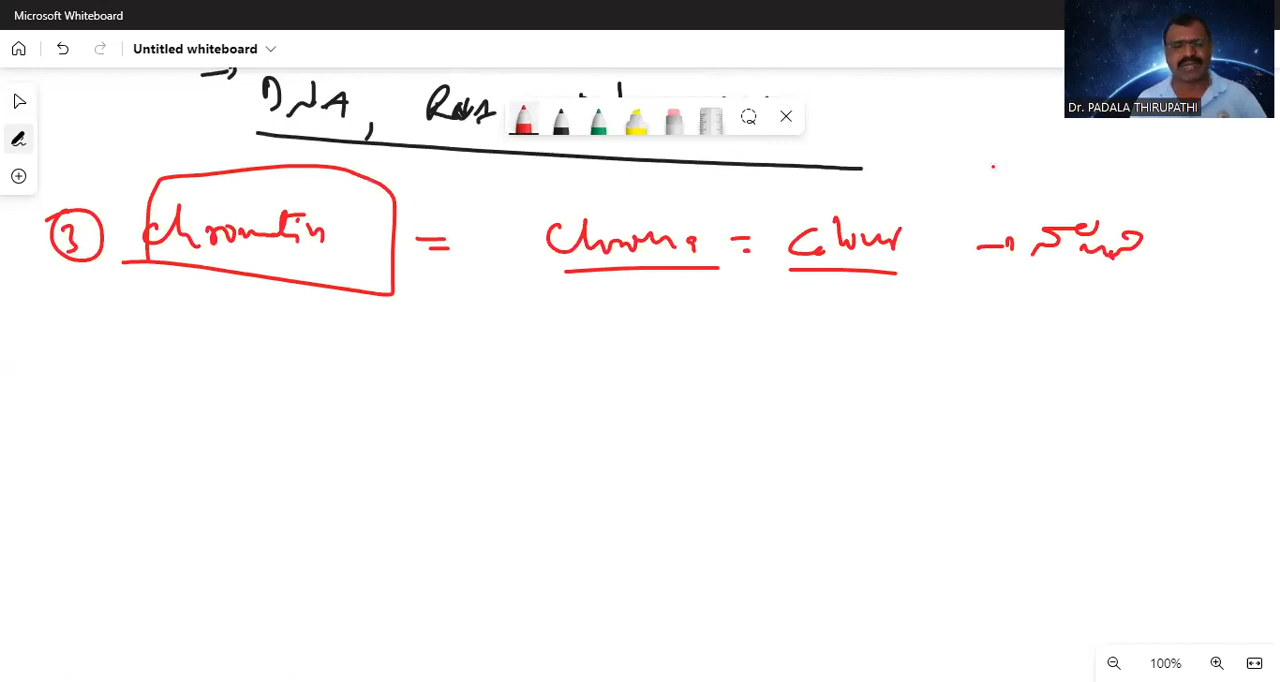 Microsoft Whiteboard
Untitled whiteboard
Dr. PADALA THIRUPATHI
DNA, RNA
③ chromatin = Chroma = Colour →
100%